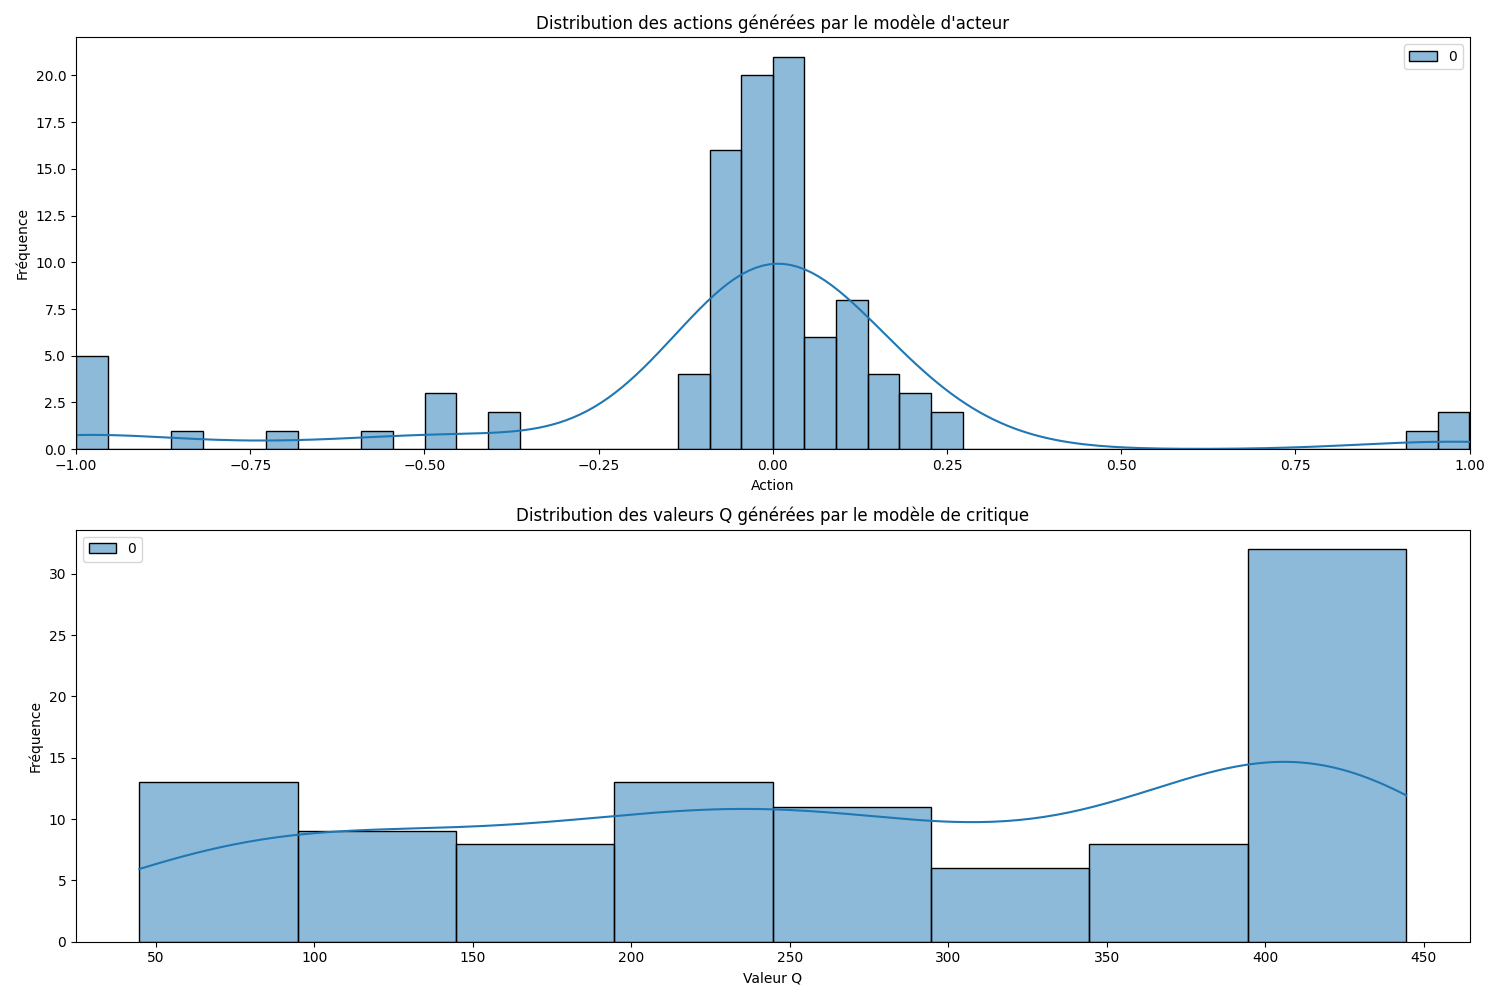 Distribution des actions générées par le modèle d'acteur
0
20.0
17.5
15.0
12.5
10.0
7.5
5.0
2.5
0.0
Fréquence
−1.00 −0.75 −0.50 −0.25 0.00 0.25 0.50 0.75 1.00
Action
Distribution des valeurs Q générées par le modèle de critique
0
30
25
20
15
10
5
0
Fréquence
50 100 150 200 250 300 350 400 450
Valeur Q